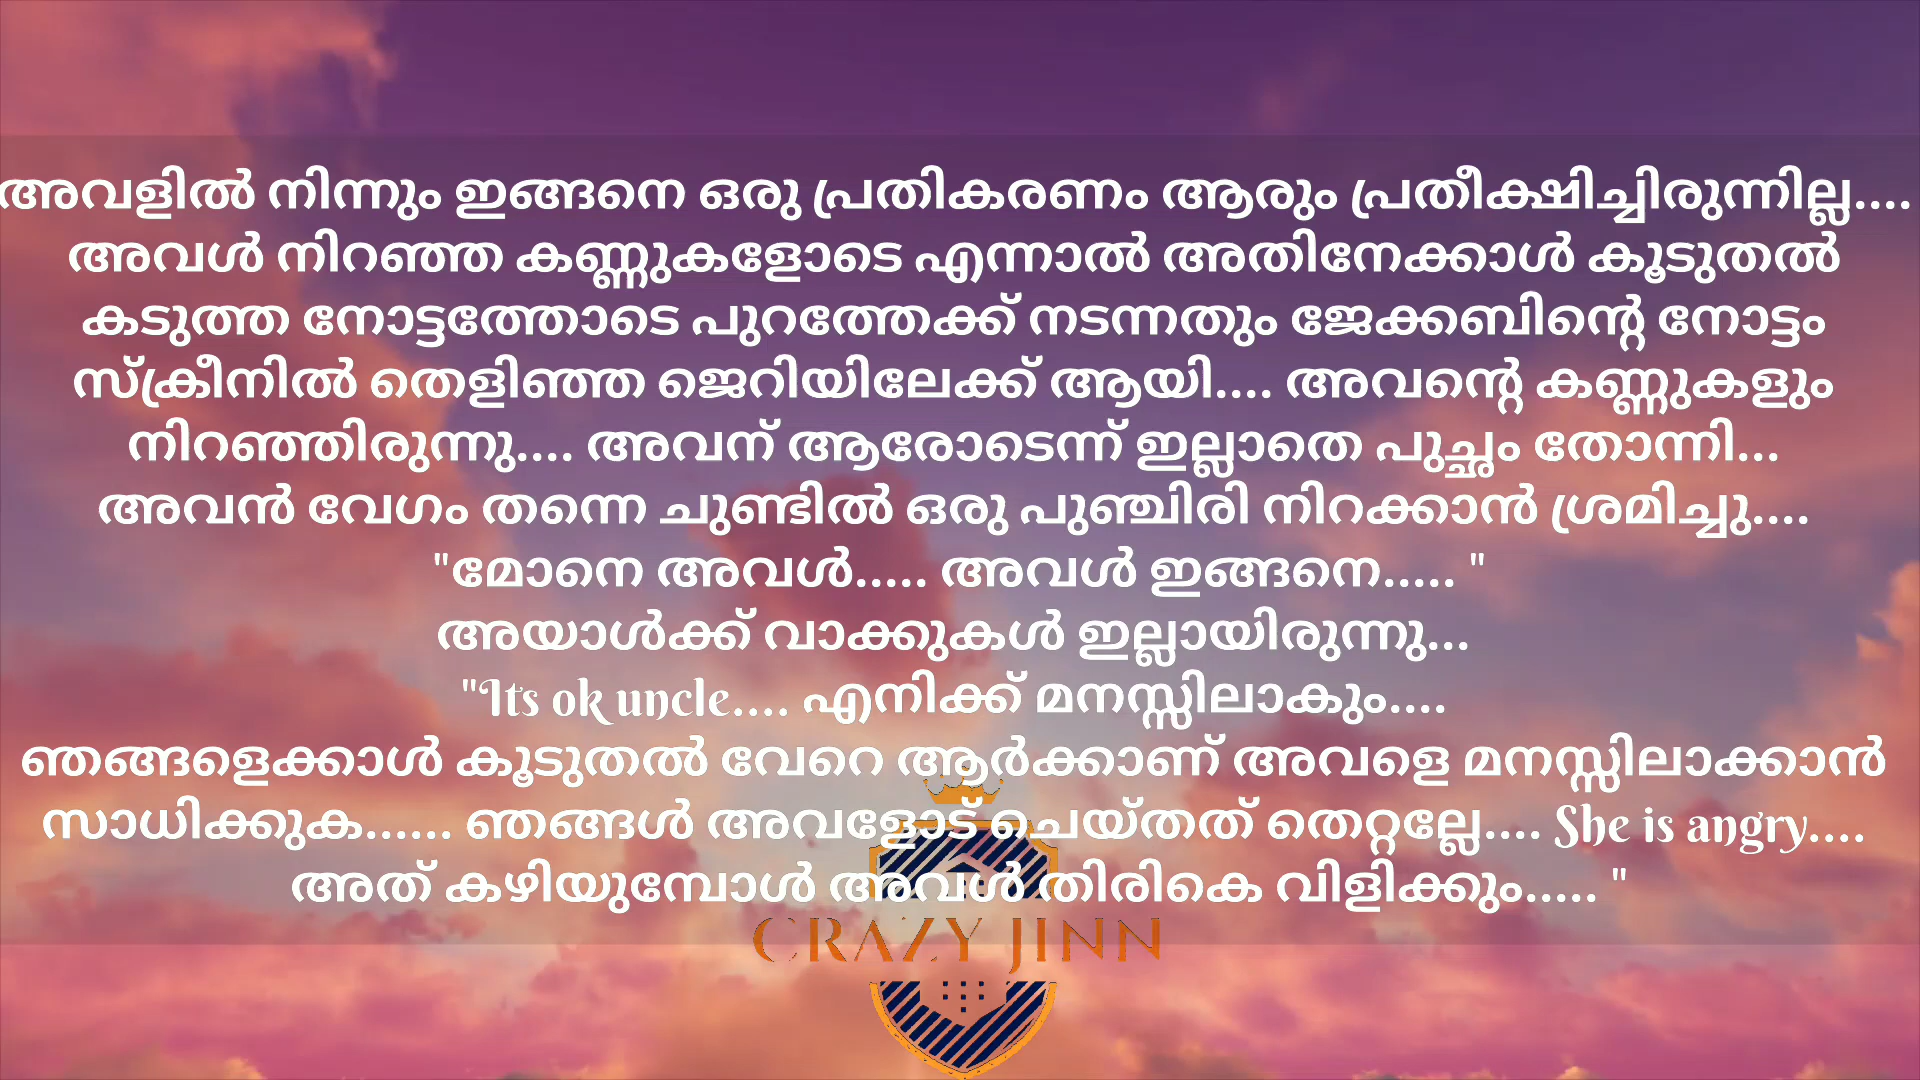 അവളിൽ നിന്നും ഇങ്ങനെ ഒരു പ്രതികരണം ആരും പ്രതീക്ഷിച്ചിരുന്നില്ല....
അവൾ നിറഞ്ഞ കണ്ണുകളോടെ എന്നാൽ അതിനേക്കാൾ കൂടുതൽ
കടുത്ത നോട്ടത്തോടെ പുറത്തേക്ക് നടന്നതും ജേക്കബിന്റെ നോട്ടം
സ്ക്രീനിൽ തെളിഞ്ഞ ജെറിയിലേക്ക് ആയി.... അവന്റെ കണ്ണുകളും
നിറഞ്ഞിരുന്നു.... അവന് ആരോടെന്ന് ഇല്ലാതെ പുച്ഛം തോന്നി...
അവൻ വേഗം തന്നെ ചുണ്ടിൽ ഒരു പുഞ്ചിരി നിറക്കാൻ ശ്രമിച്ചു....
"മോനെ അവൾ..... അവൾ ഇങ്ങനെ..... "
അയാൾക്ക് വാക്കുകൾ ഇല്ലായിരുന്നു...
"Its ok uncle.... എനിക്ക് മനസ്സിലാകും....
ഞങ്ങളെക്കാൾ കൂടുതൽ വേറെ ആർക്കാണ് അവളെ മനസ്സിലാക്കാൻ
സാധിക്കുക...... ഞങ്ങൾ അവളോട് ചെയ്തത് തെറ്റല്ലേ.... She is angry....
അത് കഴിയുമ്പോൾ അവൾ തിരികെ വിളിക്കും..... "
CRAZY JINN